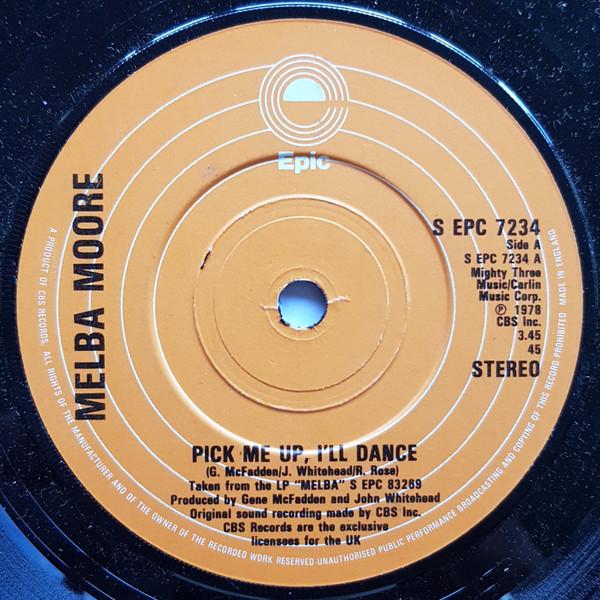 Epic
MELBA MOORE
S EPC 7234
Side A
S EPC 7234 A
Mighty Three
Music/Carlin
Music Corp.
Ⓟ 1978
CBS Inc.
3.45
45
STEREO
PICK ME UP, I'LL DANCE
(G. McFadden/J. Whitehead/R. Rose)
Taken from the LP "MELBA" S EPC 83269
Produced by Gene McFadden and John Whitehead
Original sound recording made by CBS Inc.
CBS Records are the exclusive
licensees for the UK
A PRODUCT OF CBS RECORDS. ALL RIGHTS OF THE MANUFACTURER AND OF THE OWNER OF THE RECORDED WORK RESERVED-UNAUTHORISED PUBLIC PERFORMANCE BROADCASTING AND COPYING OF THIS RECORD PROHIBITED MADE IN ENGLAND